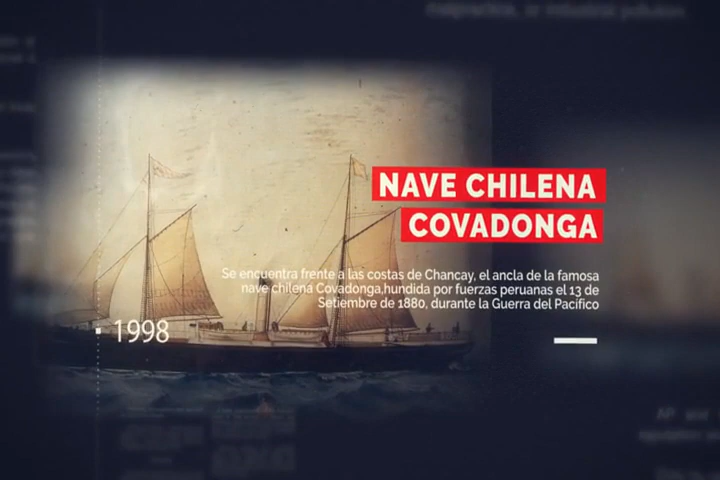 NAVE CHILENA
COVADONGA
Se encuentra frente a las costas de Chancay, el ancla de la famosa
nave chilena Covadonga,hundida por fuerzas peruanas el 13 de
Setiembre de 1880, durante la Guerra del Pacífico
1998